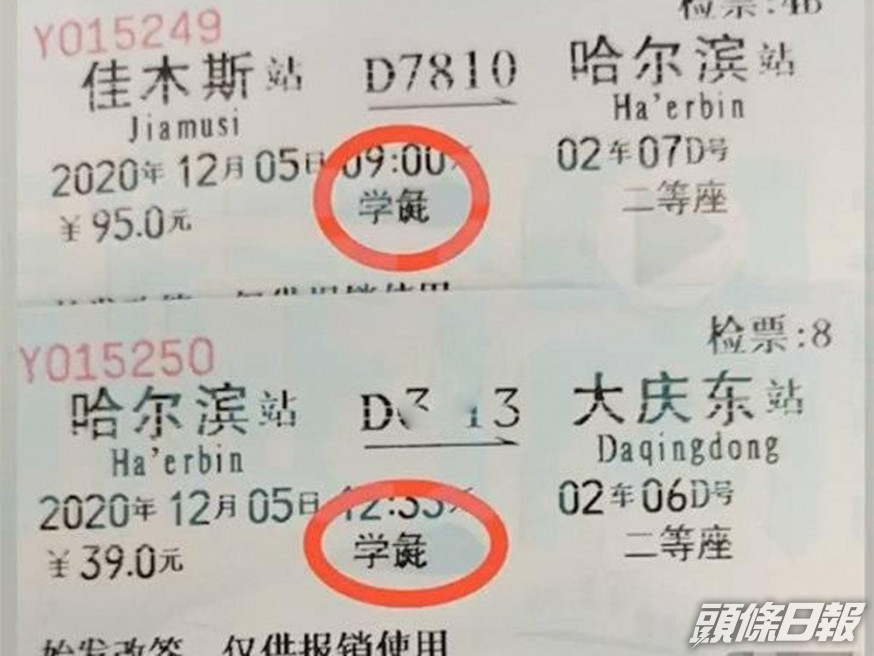 检票:4B
Y015249
佳木斯站 D7810 哈尔滨站
Jiamusi Ha'erbin
2020年12月05日 09:00开 02车07D号
¥95.0元 学 二等座
Y015250 检票:8
哈尔滨站 大庆东站
Ha'erbin Daqingdong
2020年12月05日 02车06D号
¥39.0元 学 二等座
始发改签 仅供报销使用
頭條日報